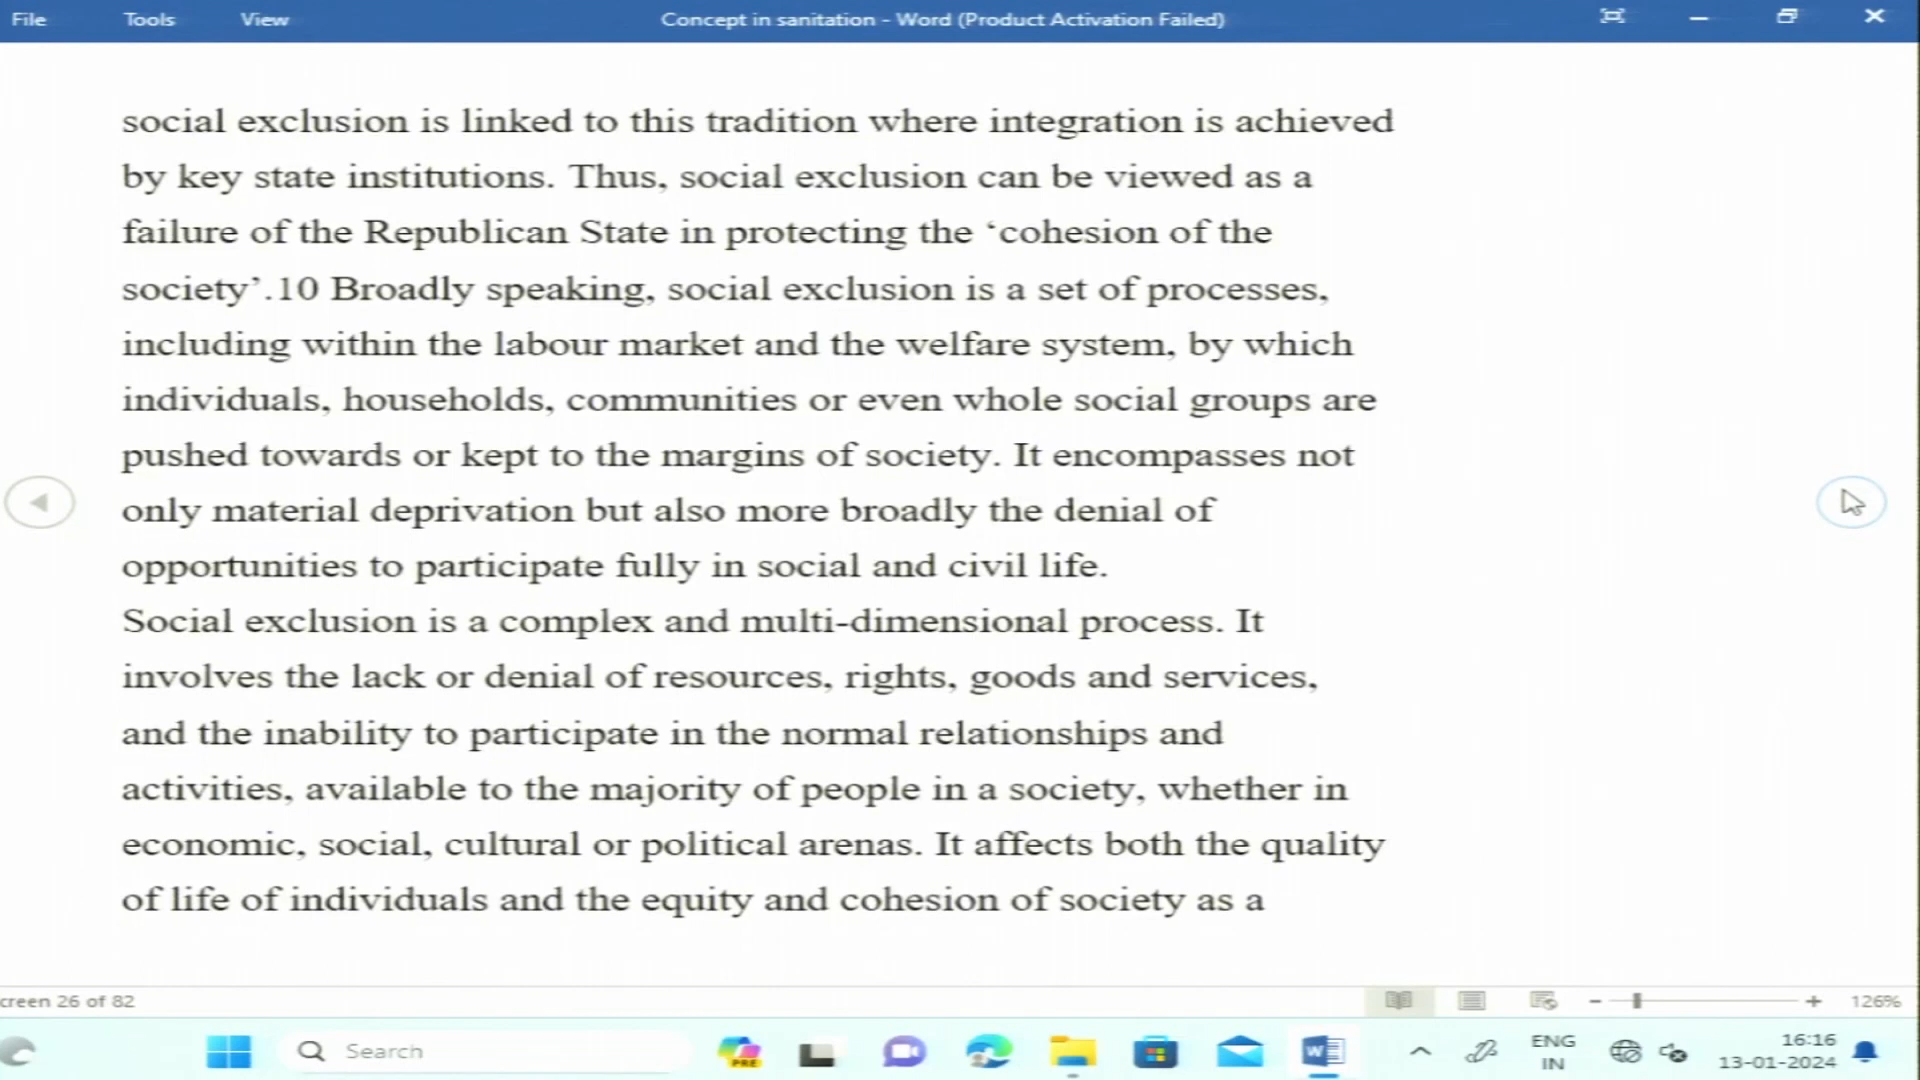 File Tools View Concept in sanitation - Word (Product Activation Failed)
social exclusion is linked to this tradition where integration is achieved
by key state institutions. Thus, social exclusion can be viewed as a
failure of the Republican State in protecting the ‘cohesion of the
society’.10 Broadly speaking, social exclusion is a set of processes,
including within the labour market and the welfare system, by which
individuals, households, communities or even whole social groups are
pushed towards or kept to the margins of society. It encompasses not
only material deprivation but also more broadly the denial of
opportunities to participate fully in social and civil life.
Social exclusion is a complex and multi-dimensional process. It
involves the lack or denial of resources, rights, goods and services,
and the inability to participate in the normal relationships and
activities, available to the majority of people in a society, whether in
economic, social, cultural or political arenas. It affects both the quality
of life of individuals and the equity and cohesion of society as a
creen 26 of 82 126%
Search PRE ENG 16:16
IN 13-01-2024